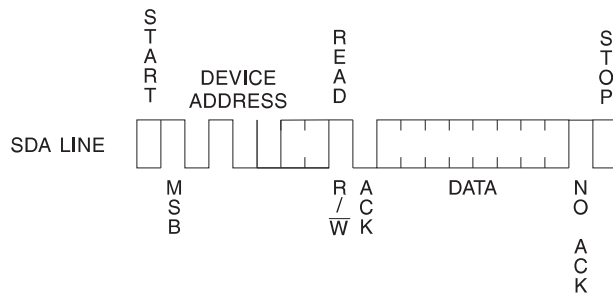 START
DEVICE
ADDRESS
READ
STOP
SDA LINE
MSB
R/W
ACK
DATA
NO ACK